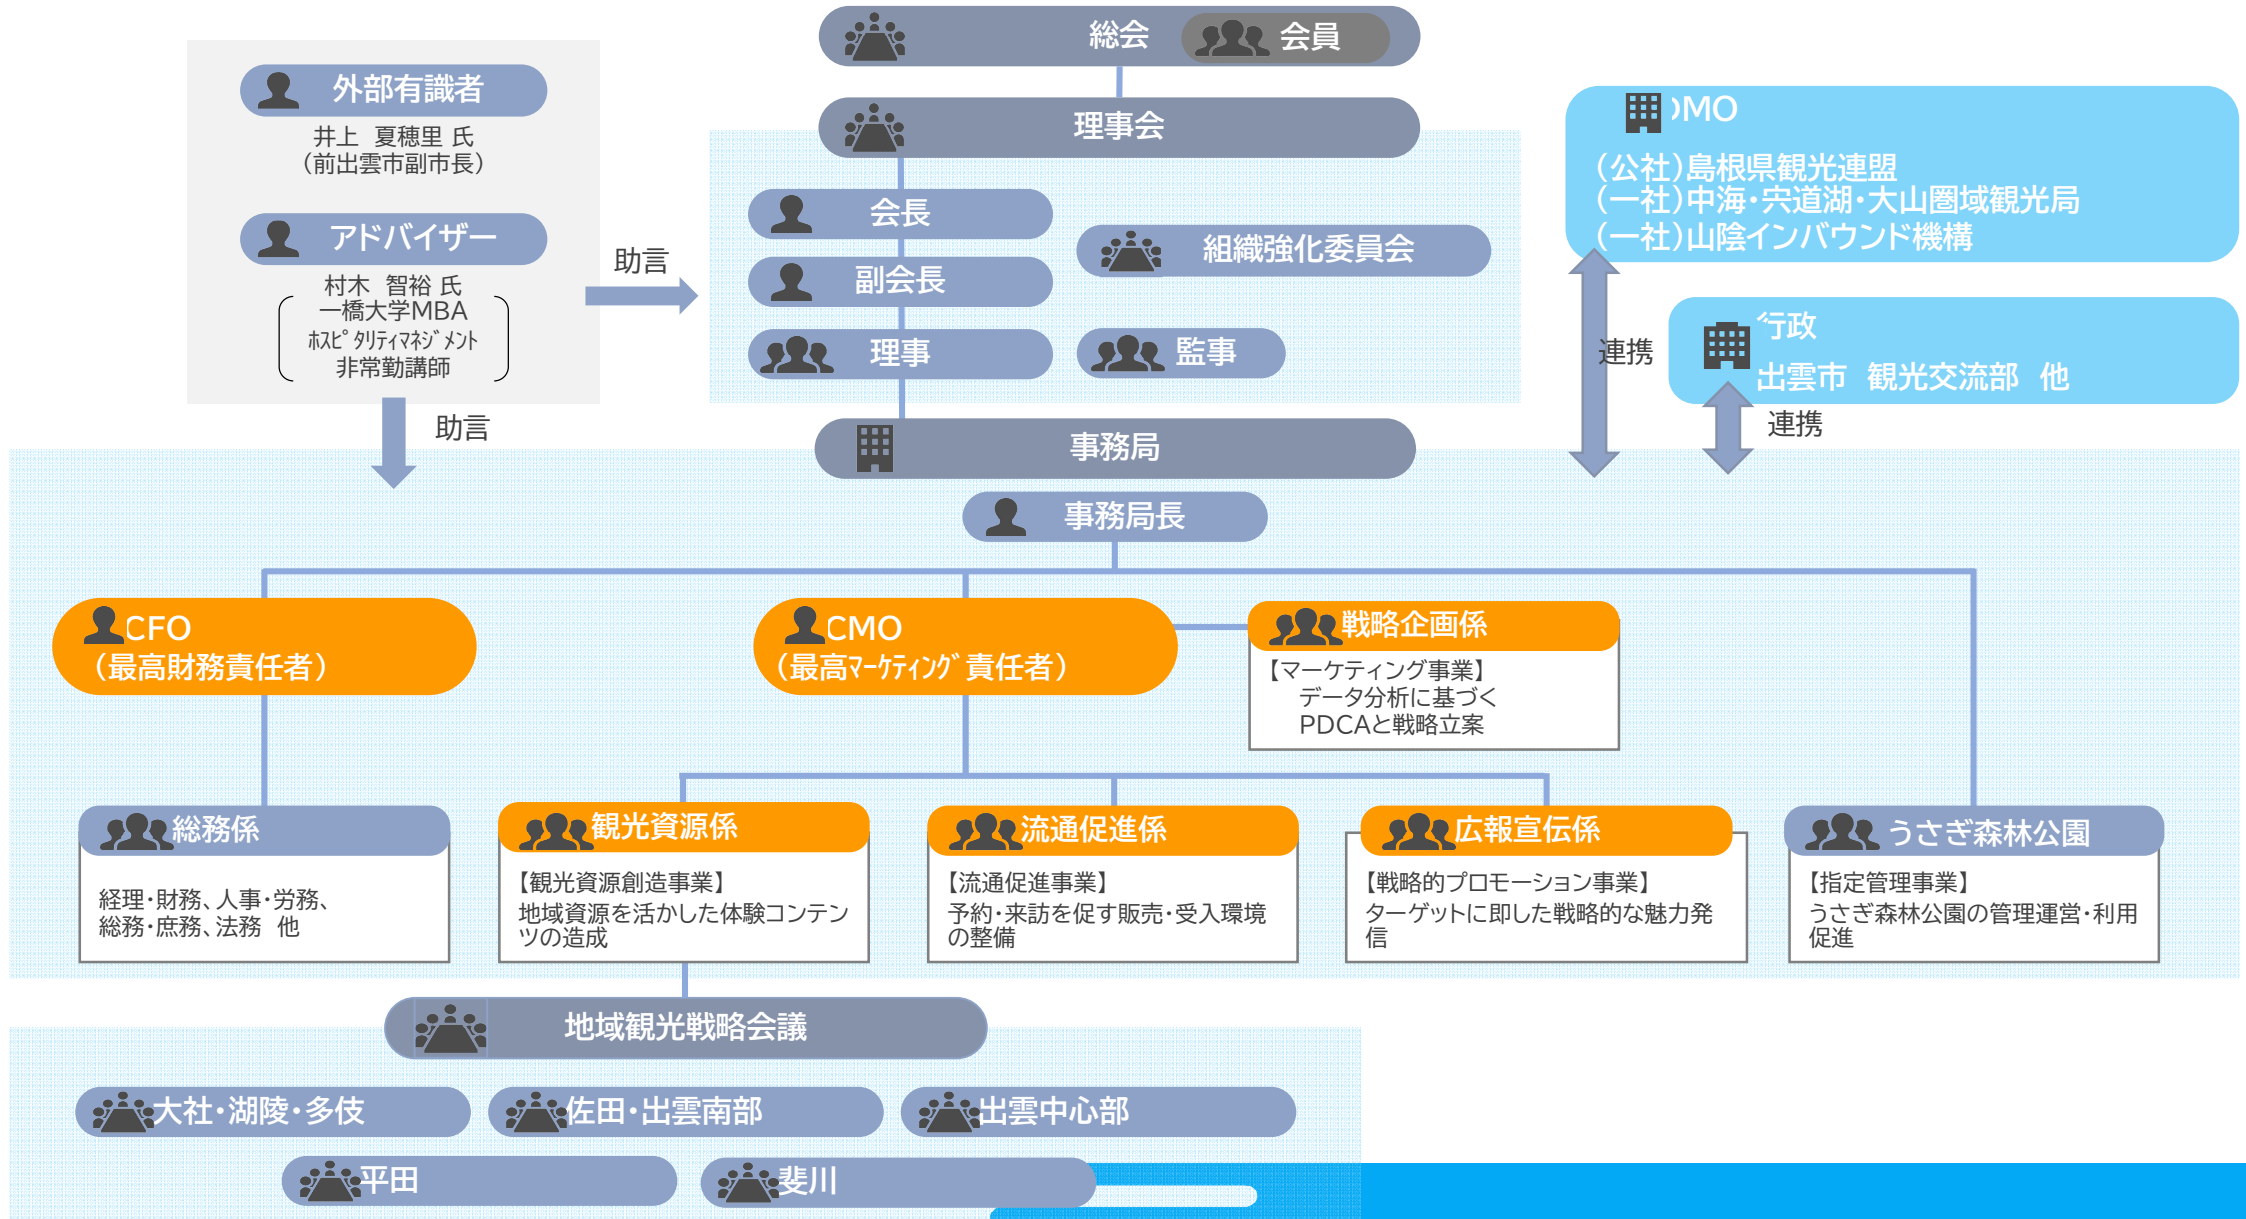 総会
会員
外部有識者
井上　夏穂里 氏
（前出雲市副市長）
アドバイザー
村木　智裕 氏
一橋大学MBA
ﾎｽﾋﾟﾀﾘﾃｨﾏﾈｼﾞﾒﾝﾄ
非常勤講師
助言
助言
理事会
会長
副会長
理事
組織強化委員会
監事
DMO
（公社）島根県観光連盟
（一社）中海・宍道湖・大山圏域観光局
（一社）山陰インバウンド機構
連携
行政
出雲市　観光交流部　他
連携
事務局
事務局長
CFO
（最高財務責任者）
CMO
（最高ﾏｰｹﾃｨﾝｸﾞ責任者）
戦略企画係
【マーケティング事業】
データ分析に基づく
PDCAと戦略立案
総務係
経理・財務、人事・労務、
総務・庶務、法務　他
観光資源係
【観光資源創造事業】
地域資源を活かした体験コンテン
ツの造成
流通促進係
【流通促進事業】
予約・来訪を促す販売・受入環境
の整備
広報宣伝係
【戦略的プロモーション事業】
ターゲットに即した戦略的な魅力発
信
うさぎ森林公園
【指定管理事業】
うさぎ森林公園の管理運営・利用
促進
地域観光戦略会議
大社・湖陵・多伎
佐田・出雲南部
出雲中心部
平田
斐川